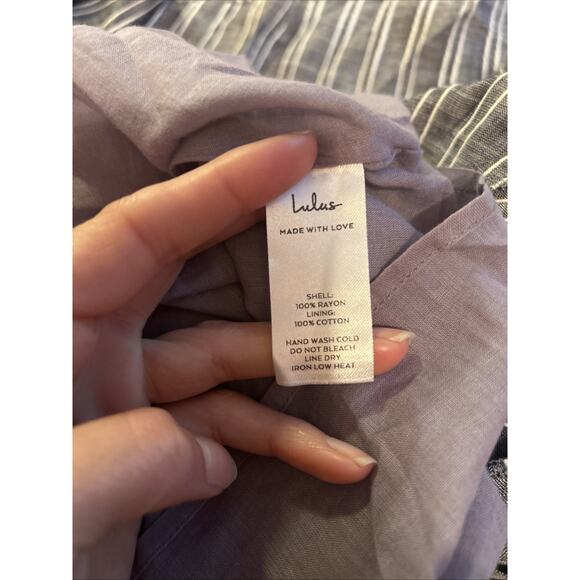 Lulus
MADE WITH LOVE
SHELL:
100% RAYON
LINING:
100% COTTON
HAND WASH COLD
DO NOT BLEACH
LINE DRY
IRON LOW HEAT